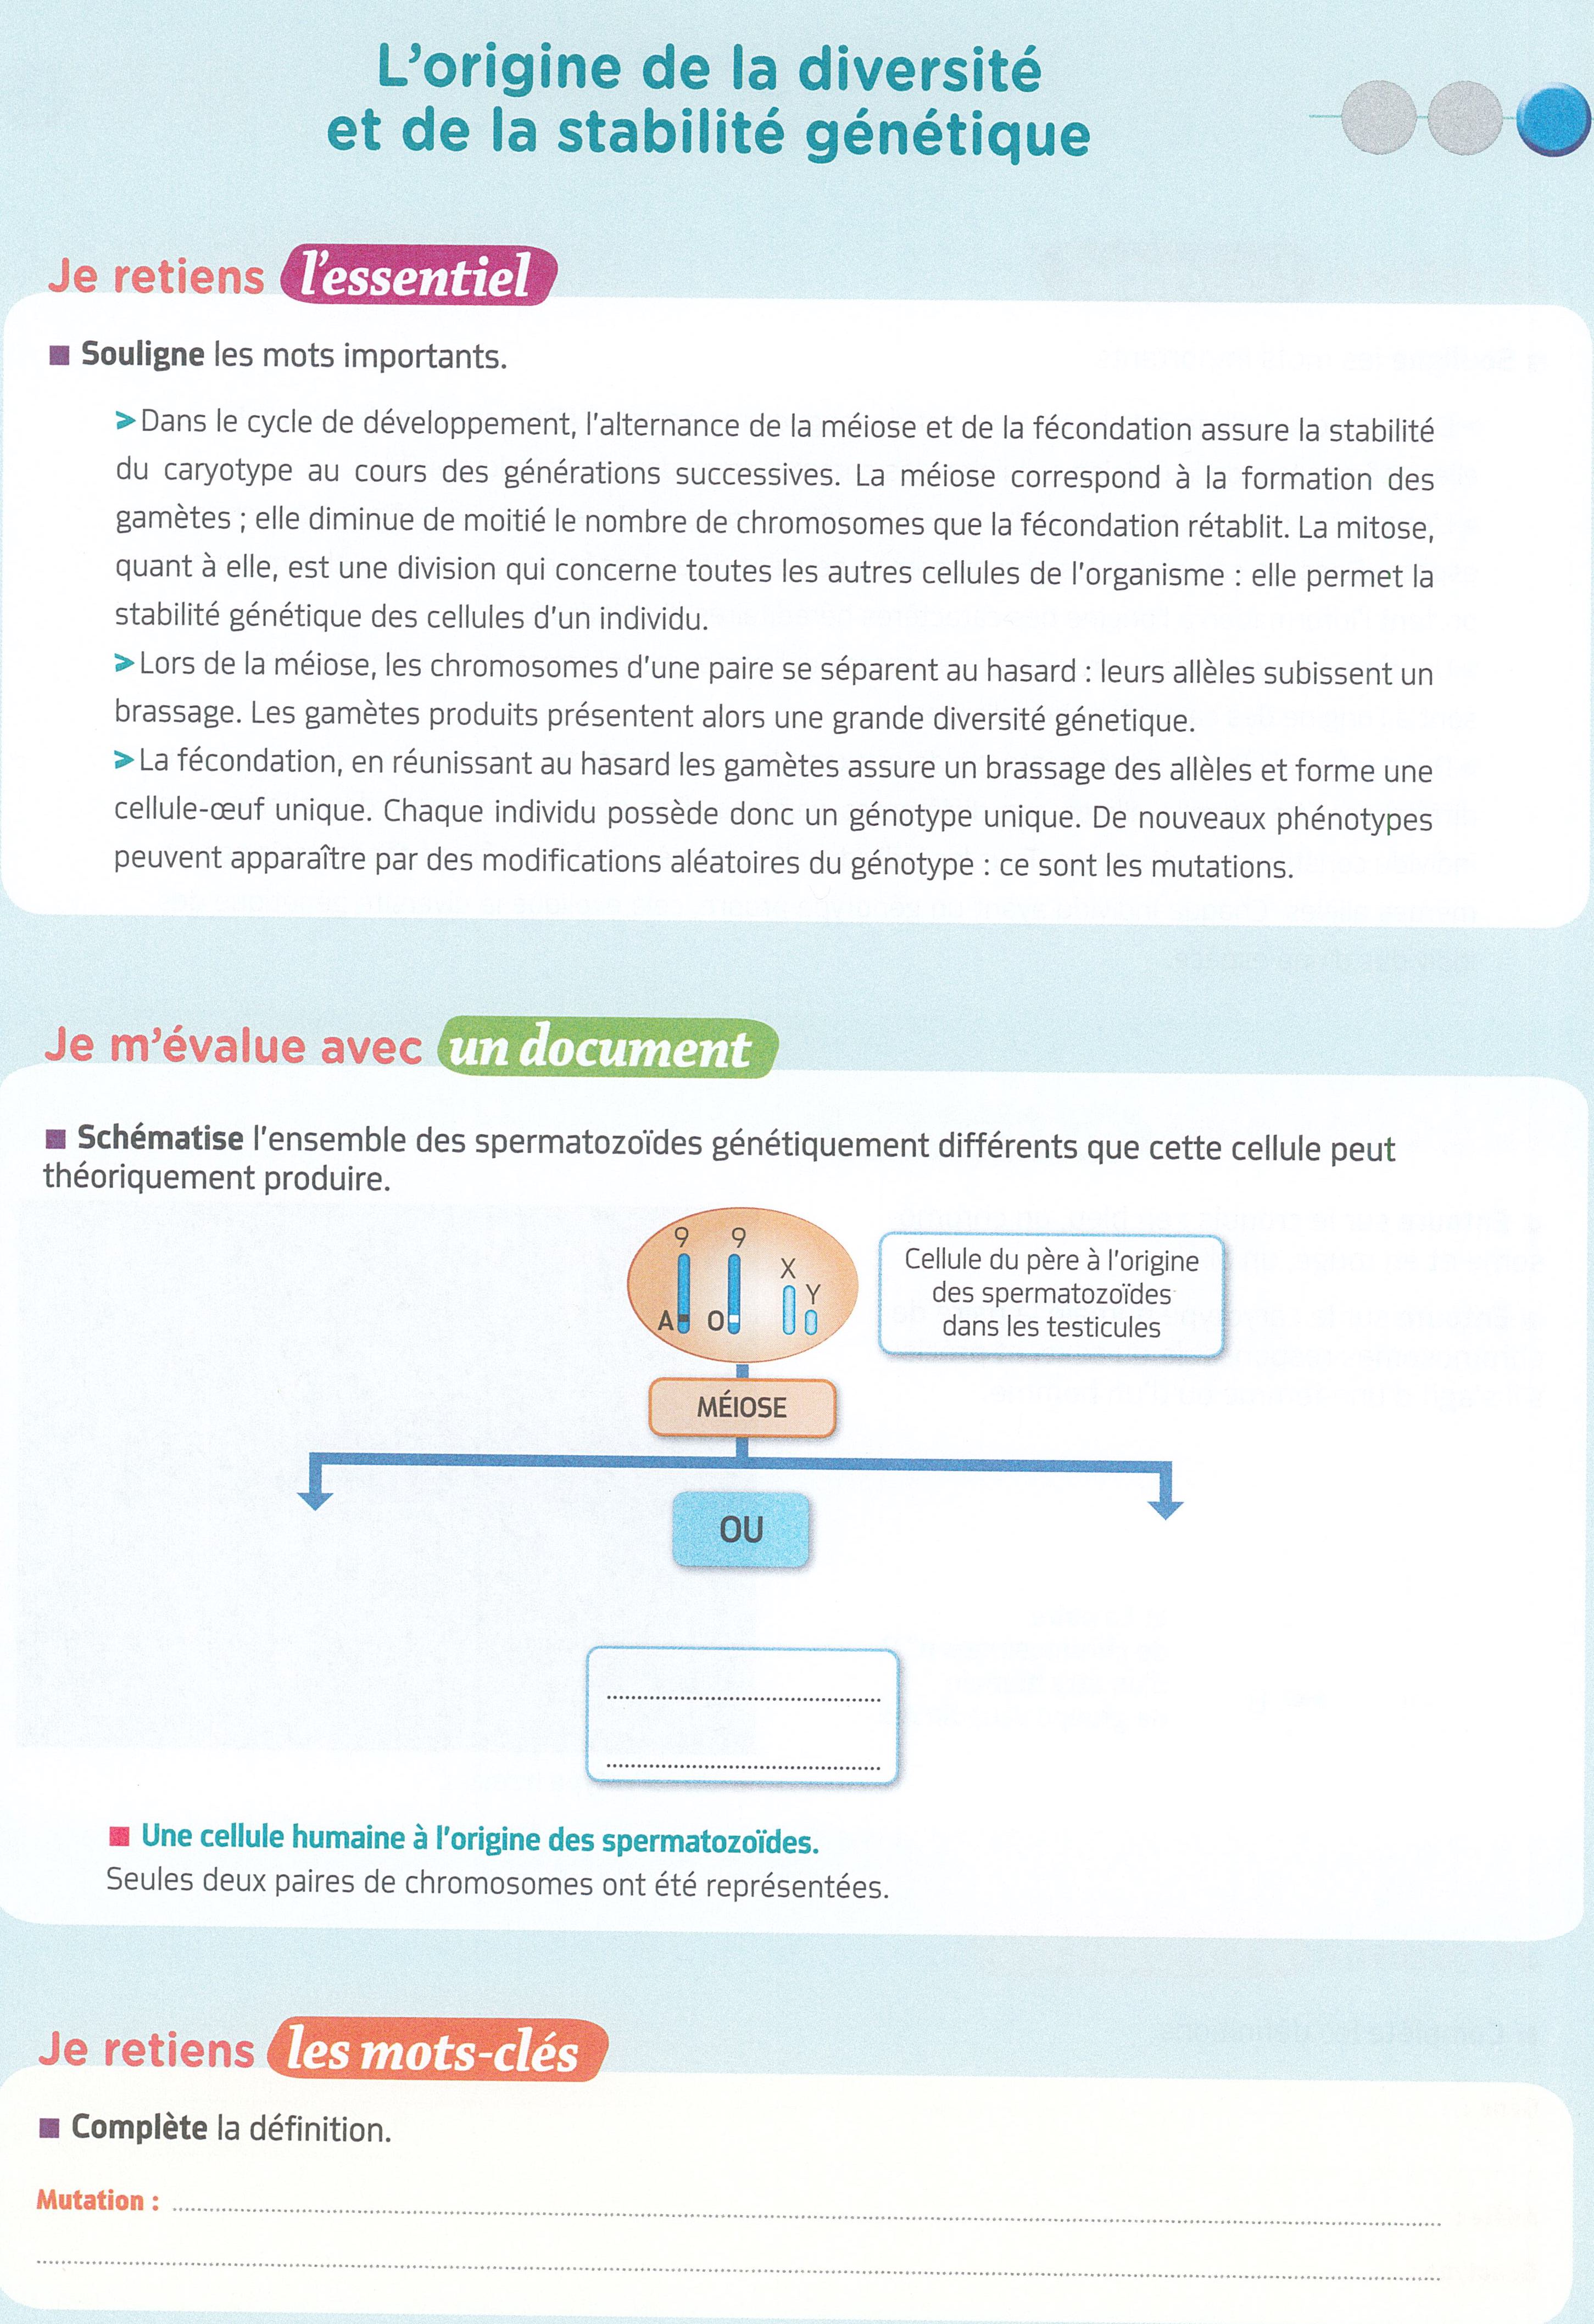 L'origine de la diversité
et de la stabilité génétique
Je retiens l'essentiel
Souligne les mots importants.
> Dans le cycle de développement, l'alternance de la méiose et de la fécondation assure la stabilité
du caryotype au cours des générations successives. La méiose correspond à la formation des
gamètes ; elle diminue de moitié le nombre de chromosomes que la fécondation rétablit. La mitose,
quant à elle, est une division qui concerne toutes les autres cellules de l'organisme : elle permet la
stabilité génétique des cellules d'un individu.
> Lors de la méiose, les chromosomes d'une paire se séparent au hasard : leurs allèles subissent un
brassage. Les gamètes produits présentent alors une grande diversité génetique.
> La fécondation, en réunissant au hasard les gamètes assure un brassage des allèles et forme une
cellule-œuf unique. Chaque individu possède donc un génotype unique. De nouveaux phénotypes
peuvent apparaître par des modifications aléatoires du génotype : ce sont les mutations.
Je m'évalue avec un document
Schématise l'ensemble des spermatozoïdes génétiquement différents que cette cellule peut
théoriquement produire.
9 9
X
Y
A O
Cellule du père à l'origine
des spermatozoïdes
dans les testicules
MÉIOSE
OU
Une cellule humaine à l'origine des spermatozoïdes.
Seules deux paires de chromosomes ont été représentées.
Je retiens les mots-clés
Complète la définition.
Mutation :